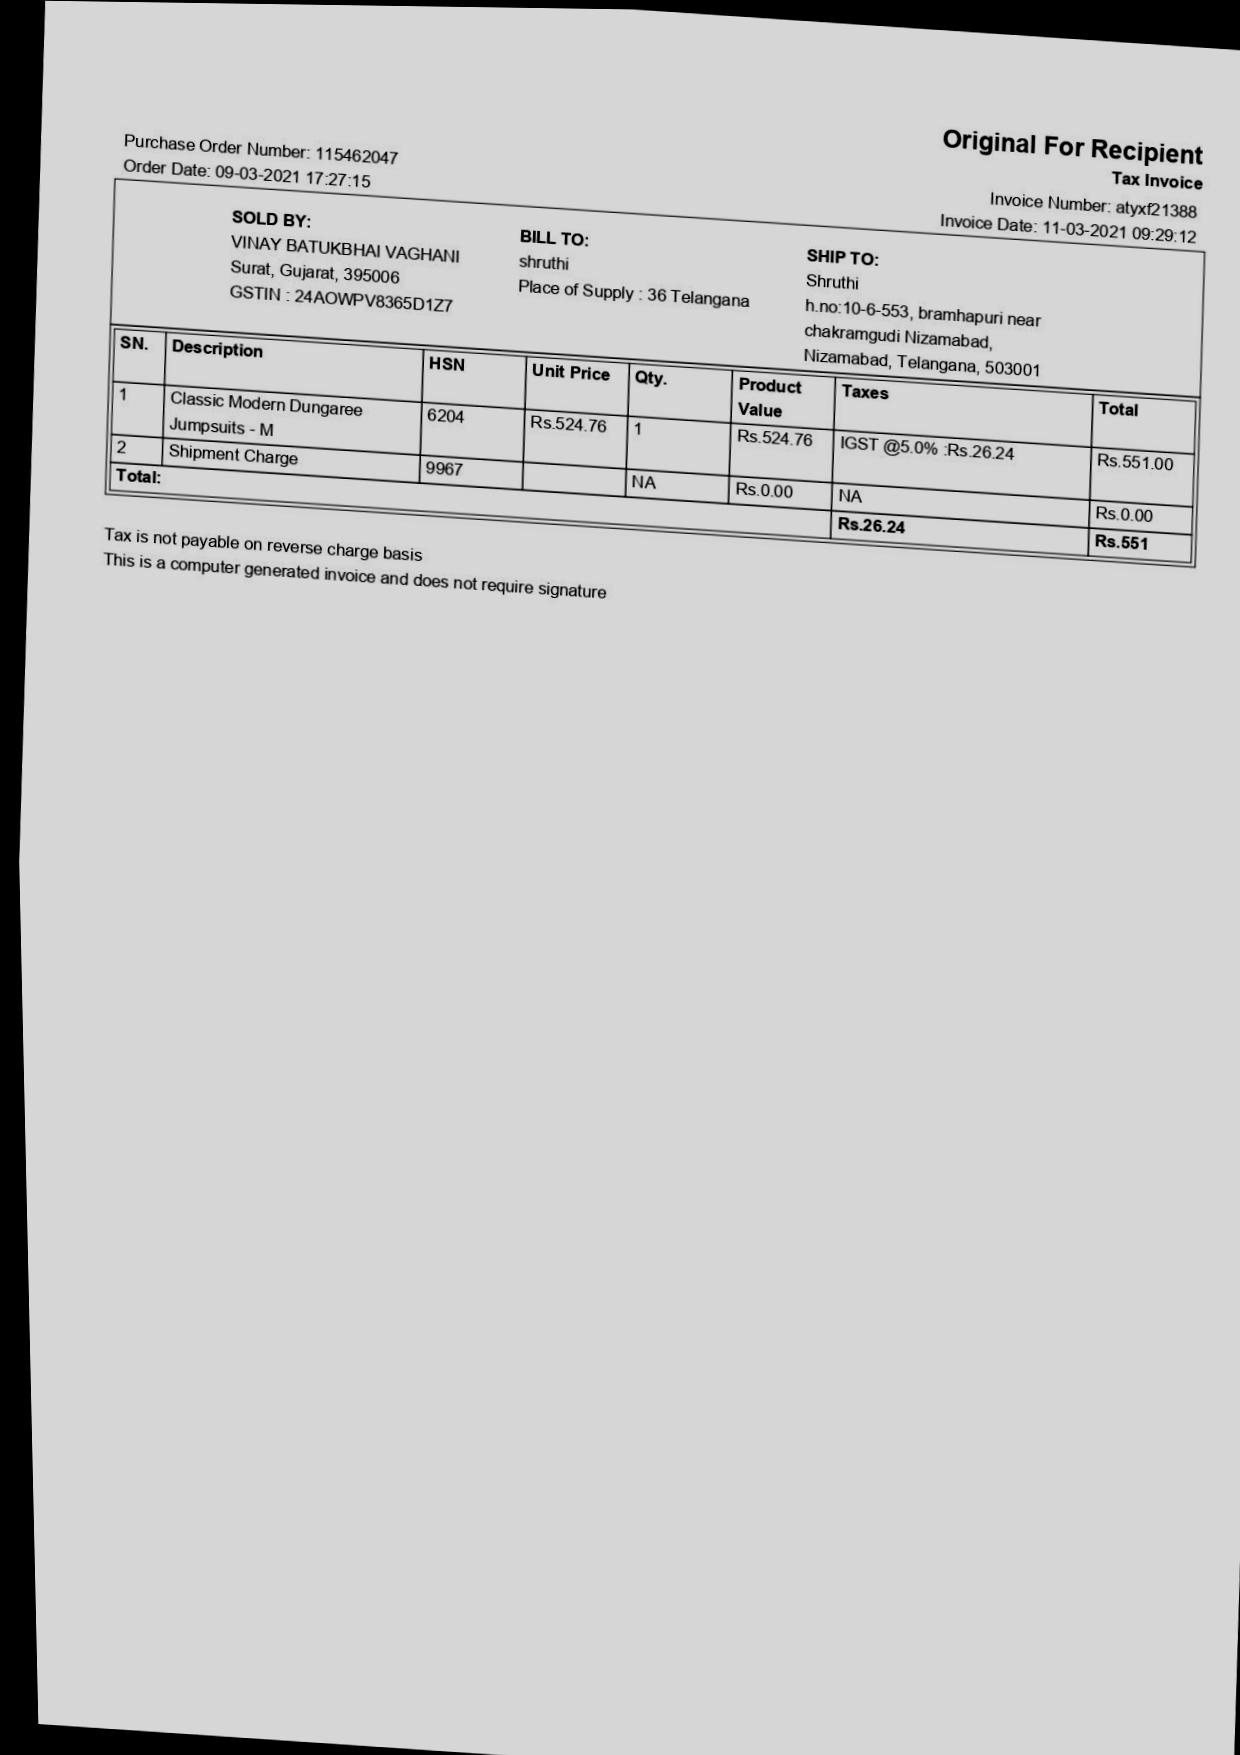 Original For Recipient
Tax Invoice
Purchase Order Number: 115462047
Order Date: 09-03-2021 17:27:15
Invoice Number: atyxf21388
Invoice Date: 11-03-2021 09:29:12
SOLD BY:
VINAY BATUKBHAI VAGHANI
Surat, Gujarat, 395006
GSTIN : 24AOWPV8365D1Z7
BILL TO:
shruthi
Place of Supply : 36 Telangana
SHIP TO:
Shruthi
h.no:10-6-553, bramhapuri near
chakramgudi Nizamabad,
Nizamabad, Telangana, 503001
SN. Description HSN Unit Price Qty. Product Value Taxes Total
1 Classic Modern Dungaree Jumpsuits - M 6204 Rs.524.76 1 Rs.524.76 IGST @5.0% :Rs.26.24 Rs.551.00
2 Shipment Charge 9967 NA Rs.0.00 NA Rs.0.00
Total: Rs.26.24 Rs.551
Tax is not payable on reverse charge basis
This is a computer generated invoice and does not require signature